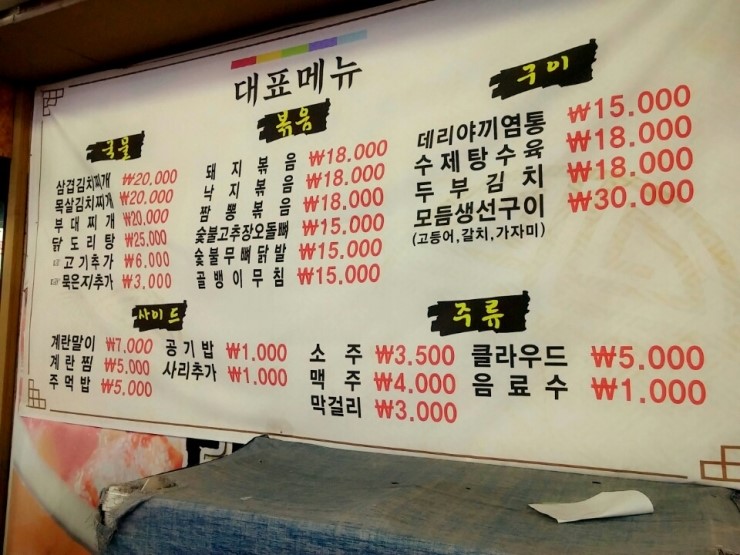 대표메뉴
국물
삼겹김치찌개 ₩20,000
목살김치찌개 ₩20,000
부대찌개 ₩20,000
닭도리탕 ₩25,000
☞고기추가 ₩6,000
☞묵은지추가 ₩3,000
볶음
돼지볶음 ₩18.000
낙지볶음 ₩18.000
짬뽕볶음 ₩18.000
숯불고추장오돌뼈 ₩15.000
숯불무뼈닭발 ₩15.000
골뱅이무침 ₩15.000
구이
데리야끼염통 ₩15.000
수제탕수육 ₩18.000
두부김치 ₩18.000
모듬생선구이 ₩30.000
(고등어,갈치,가자미)
사이드
계란말이 ₩7,000 공기밥 ₩1.000
계란찜 ₩5,000 사리추가 ₩1.000
주먹밥 ₩5,000
주류
소주 ₩3.500 클라우드 ₩5.000
맥주 ₩4.000 음료수 ₩1.000
막걸리 ₩3.000